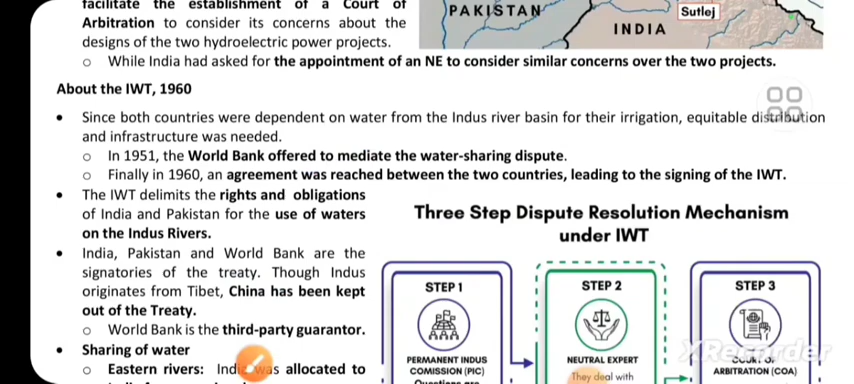 facilitate the establishment of a Court of
Arbitration to consider its concerns about the
designs of the two hydroelectric power projects.
o While India had asked for the appointment of an NE to consider similar concerns over the two projects.
PAKISTAN
Sutlej
INDIA
About the IWT, 1960
• Since both countries were dependent on water from the Indus river basin for their irrigation, equitable distribution
and infrastructure was needed.
o In 1951, the World Bank offered to mediate the water-sharing dispute.
o Finally in 1960, an agreement was reached between the two countries, leading to the signing of the IWT.
• The IWT delimits the rights and obligations
of India and Pakistan for the use of waters
on the Indus Rivers.
• India, Pakistan and World Bank are the
signatories of the treaty. Though Indus
originates from Tibet, China has been kept
out of the Treaty.
o World Bank is the third-party guarantor.
• Sharing of water
o Eastern rivers: India was allocated to
Three Step Dispute Resolution Mechanism
under IWT
STEP 1
PERMANENT INDUS
COMISSION (PIC)
STEP 2
NEUTRAL EXPERT
They deal with
STEP 3
COURT OF
ARBITRATION (COA)
XRecorder